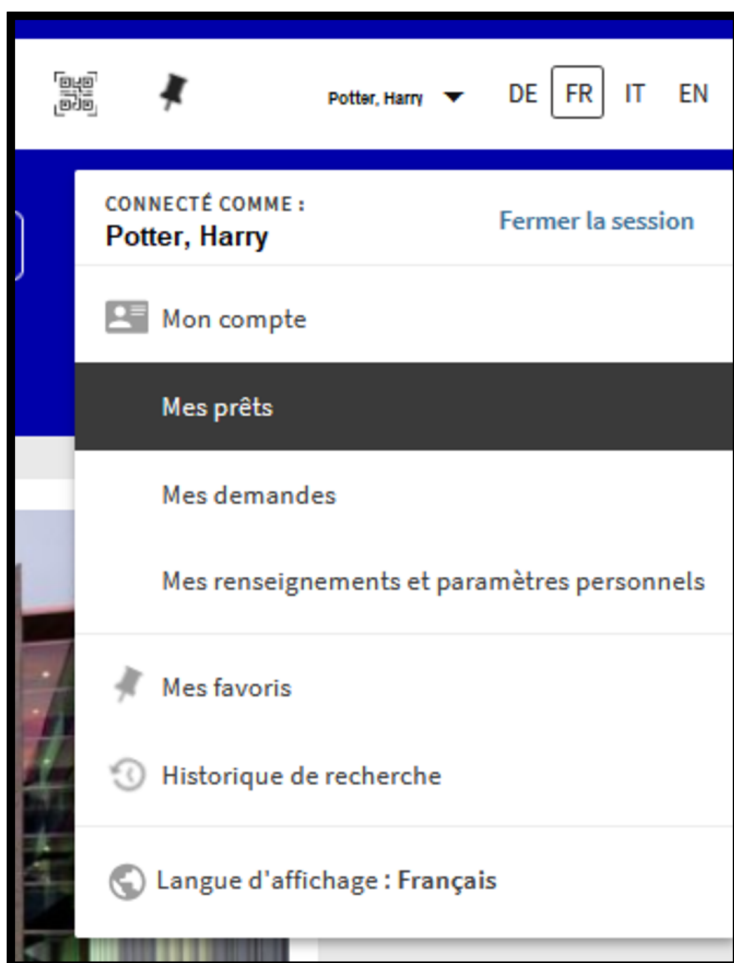 Potter, Harry DE FR IT EN
CONNECTÉ COMME :
Potter, Harry
Fermer la session
Mon compte
Mes prêts
Mes demandes
Mes renseignements et paramètres personnels
Mes favoris
Historique de recherche
Langue d'affichage : Français